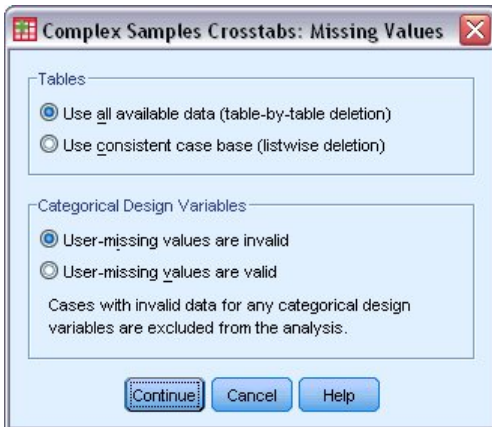 Complex Samples Crosstabs: Missing Values
Tables
Use all available data (table-by-table deletion)
Use consistent case base (listwise deletion)
Categorical Design Variables
User-missing values are invalid
User-missing values are valid
Cases with invalid data for any categorical design
variables are excluded from the analysis.
Continue Cancel Help